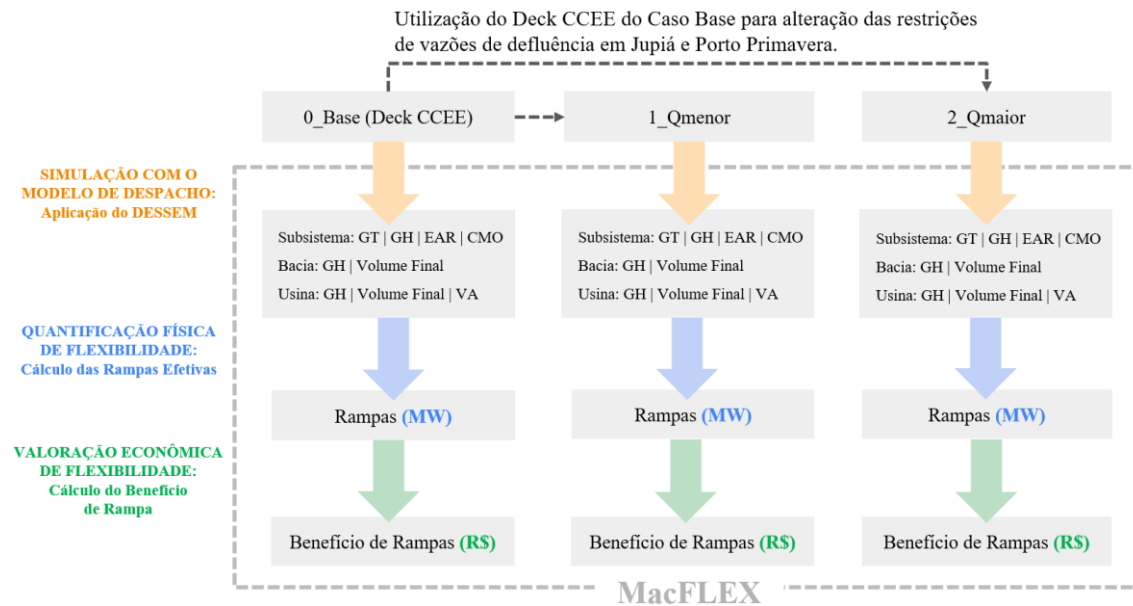 Utilização do Deck CCEE do Caso Base para alteração das restrições
de vazões de defluência em Jupiá e Porto Primavera.
0_Base (Deck CCEE)
1_Qmenor
2_Qmaior
SIMULAÇÃO COM O
MODELO DE DESPACHO:
Aplicação do DESSEM
Subsistema: GT | GH | EAR | CMO
Bacia: GH | Volume Final
Usina: GH | Volume Final | VA
Subsistema: GT | GH | EAR | CMO
Bacia: GH | Volume Final
Usina: GH | Volume Final | VA
Subsistema: GT | GH | EAR | CMO
Bacia: GH | Volume Final
Usina: GH | Volume Final | VA
QUANTIFICAÇÃO FÍSICA
DE FLEXIBILIDADE:
Cálculo das Rampas Efetivas
Rampas (MW)
Rampas (MW)
Rampas (MW)
VALORAÇÃO ECONÔMICA
DE FLEXIBILIDADE:
Cálculo do Benefício
de Rampa
Benefício de Rampas (R$)
Benefício de Rampas (R$)
Benefício de Rampas (R$)
MacFLEX